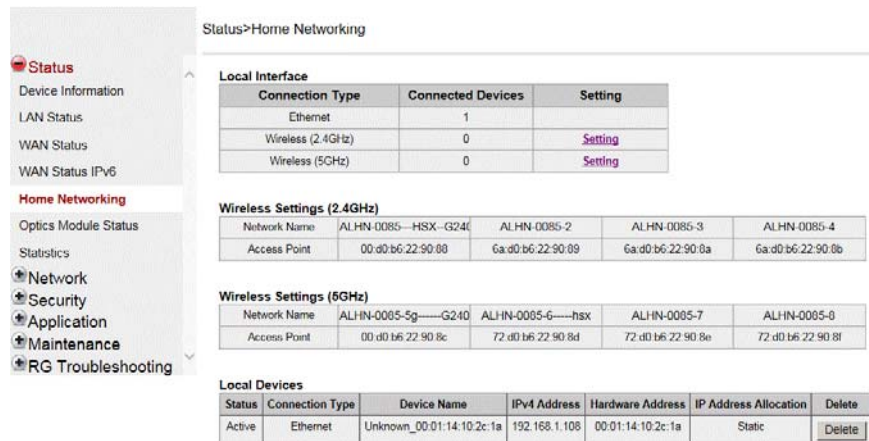 Status>Home Networking
Status
Device Information
LAN Status
WAN Status
WAN Status IPv6
Home Networking
Optics Module Status
Statistics
Network
Security
Application
Maintenance
RG Troubleshooting
Local Interface
Connection Type Connected Devices Setting
Ethernet 1
Wireless (2.4GHz) 0 Setting
Wireless (5GHz) 0 Setting
Wireless Settings (2.4GHz)
Network Name ALHN-0085---HSX--G240 ALHN-0085-2 ALHN-0085-3 ALHN-0085-4
Access Point 00:d0:b6:22:90:88 6a:d0:b6:22:90:89 6a:d0:b6:22:90:8a 6a:d0:b6:22:90:8b
Wireless Settings (5GHz)
Network Name ALHN-0085-5g------G240 ALHN-0085-6-----hsx ALHN-0085-7 ALHN-0085-8
Access Point 00:d0:b6:22:90:8c 72:d0:b6:22:90:8d 72:d0:b6:22:90:8e 72:d0:b6:22:90:8f
Local Devices
Status Connection Type Device Name IPv4 Address Hardware Address IP Address Allocation Delete
Active Ethernet Unknown_00:01:14:10:2c:1a 192.168.1.108 00:01:14:10:2c:1a Static Delete